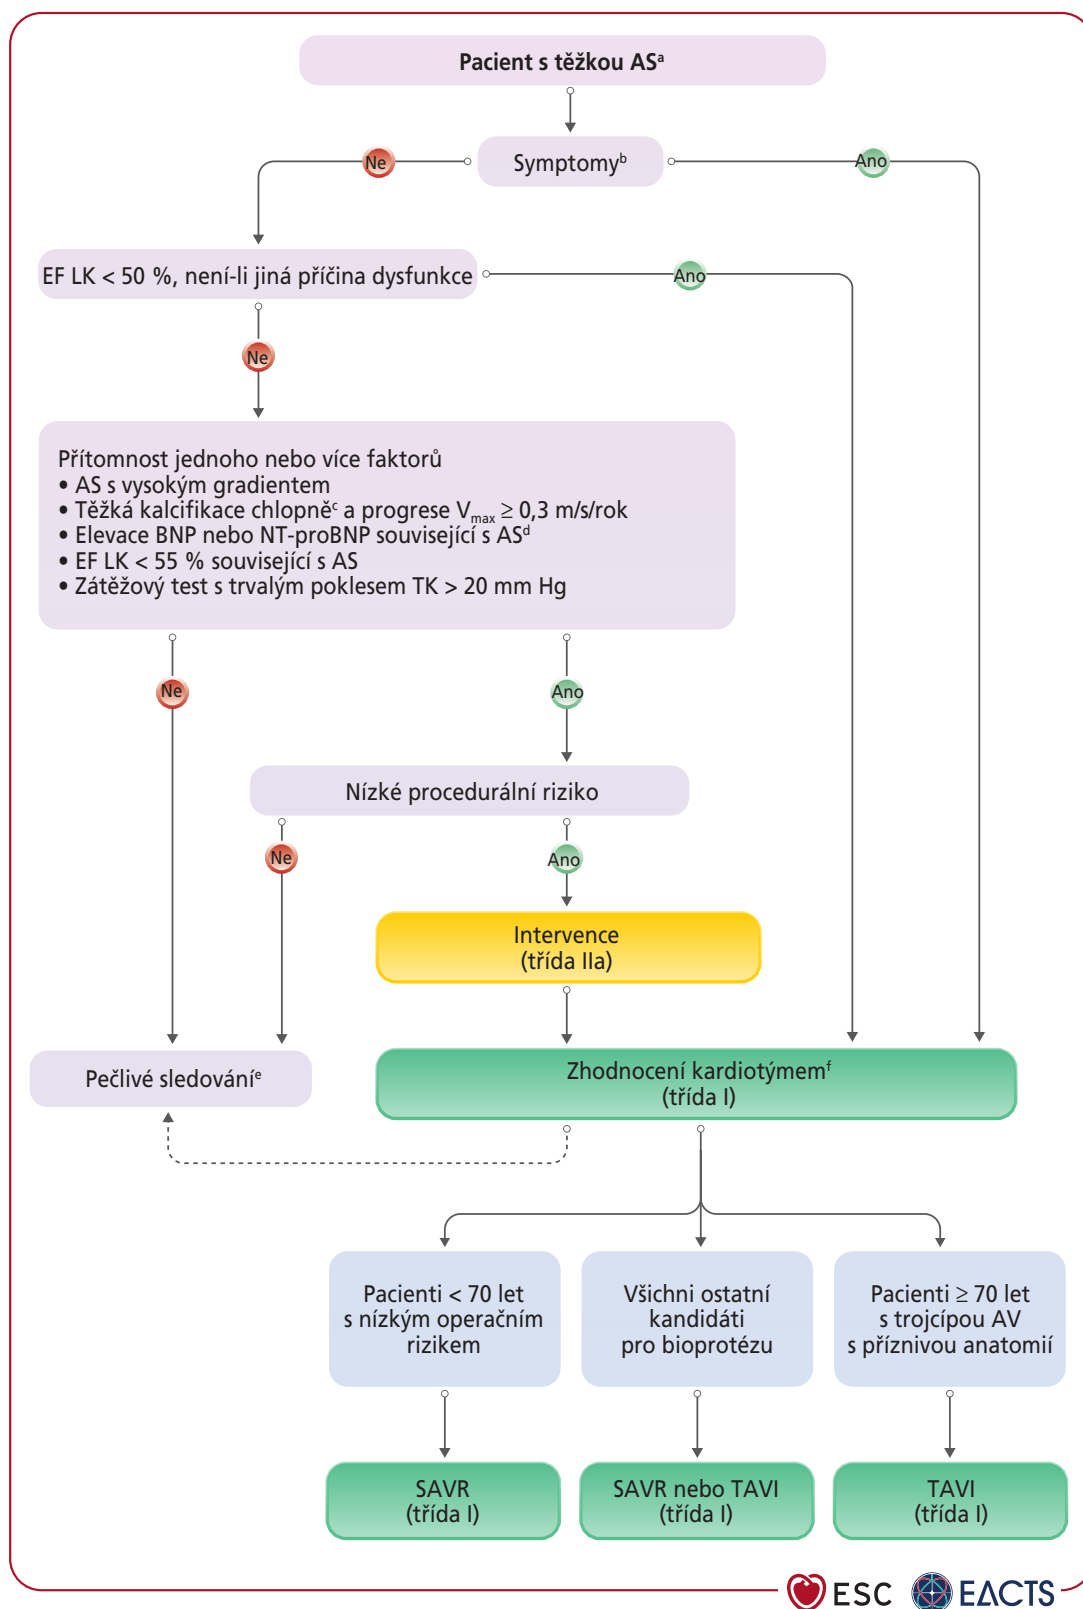 Pacient s těžkou ASᵃ
Symptomyᵇ
Ne
Ano
EF LK < 50 %, není-li jiná příčina dysfunkce
Ano
Ne
Přítomnost jednoho nebo více faktorů
• AS s vysokým gradientem
• Těžká kalcifikace chlopněᶜ a progrese Vmax ≥ 0,3 m/s/rok
• Elevace BNP nebo NT-proBNP související s ASᵈ
• EF LK < 55 % související s AS
• Zátěžový test s trvalým poklesem TK > 20 mm Hg
Ne
Ano
Nízké procedurální riziko
Ne
Ano
Intervence
(třída IIa)
Pečlivé sledováníᵉ
Zhodnocení kardiotýmemᶠ
(třída I)
Pacienti < 70 let
s nízkým operačním
rizikem
Všichni ostatní
kandidáti
pro bioprotézu
Pacienti ≥ 70 let
s trojcípou AV
s příznivou anatomií
SAVR
(třída I)
SAVR nebo TAVI
(třída I)
TAVI
(třída I)
ESC EACTS